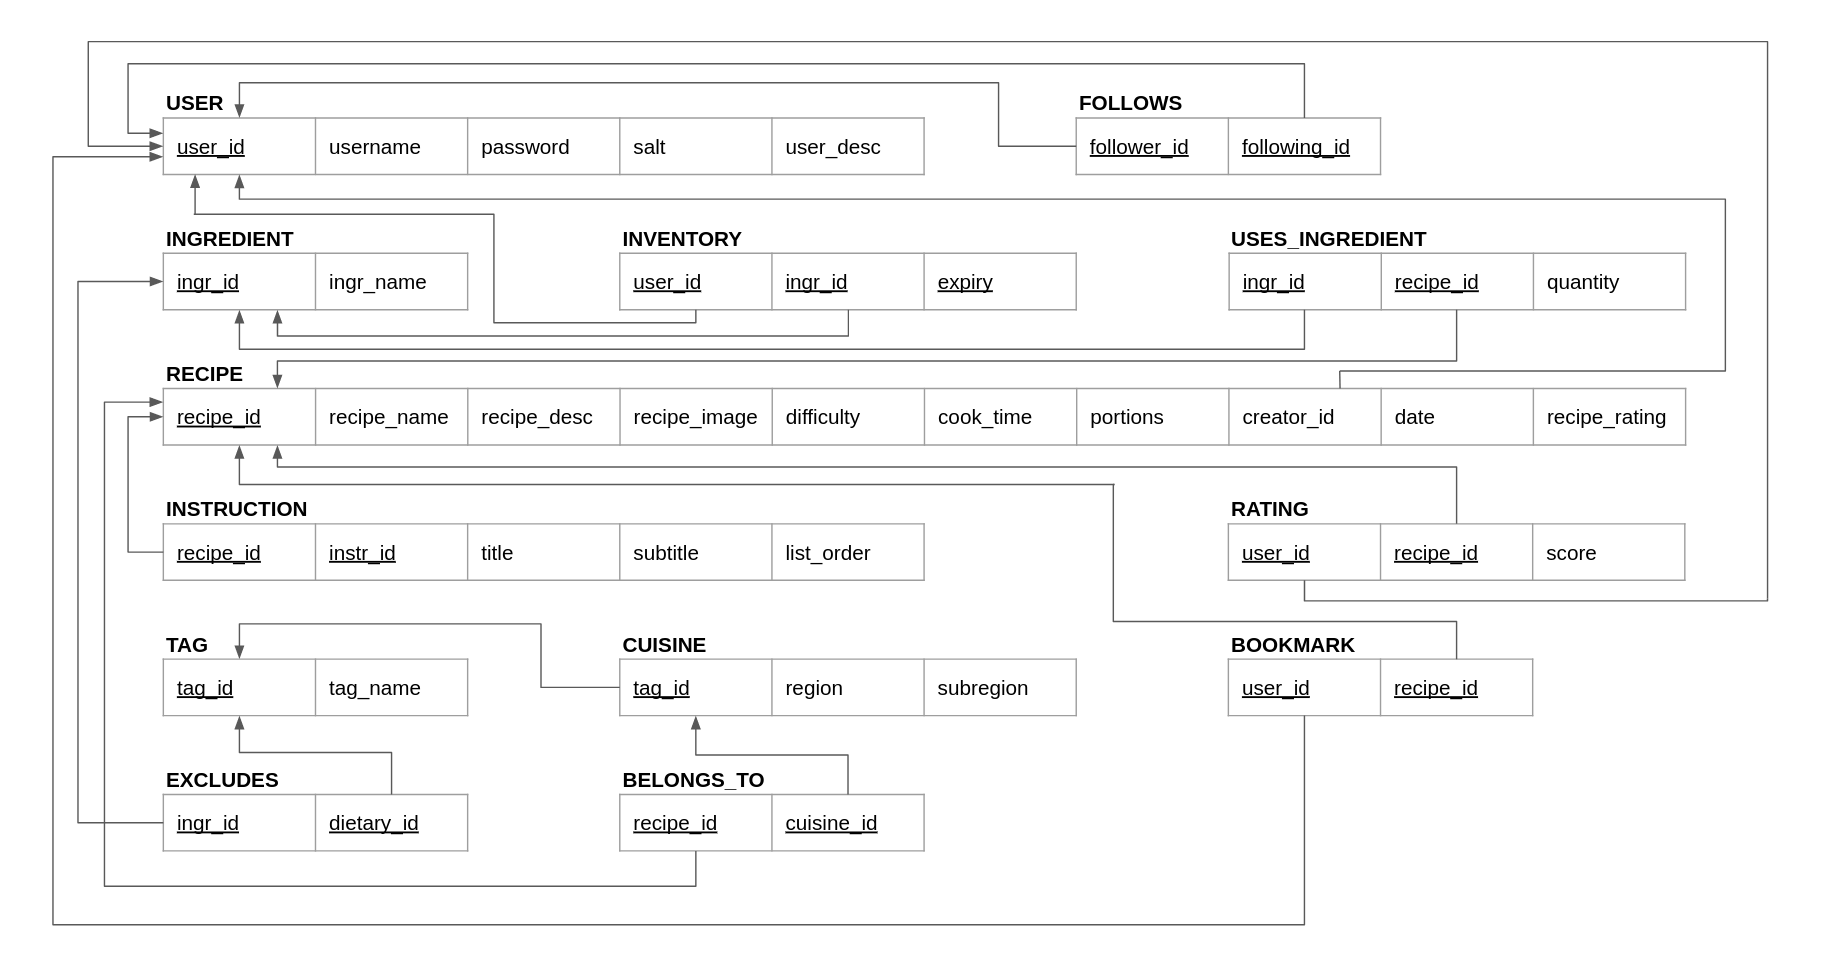 USER FOLLOWS
user_id username password salt user_desc follower_id following_id
INGREDIENT INVENTORY USES_INGREDIENT
ingr_id ingr_name user_id ingr_id expiry ingr_id recipe_id quantity
RECIPE
recipe_id recipe_name recipe_desc recipe_image difficulty cook_time portions creator_id date recipe_rating
INSTRUCTION RATING
recipe_id instr_id title subtitle list_order user_id recipe_id score
TAG CUISINE BOOKMARK
tag_id tag_name tag_id region subregion user_id recipe_id
EXCLUDES BELONGS_TO
ingr_id dietary_id recipe_id cuisine_id